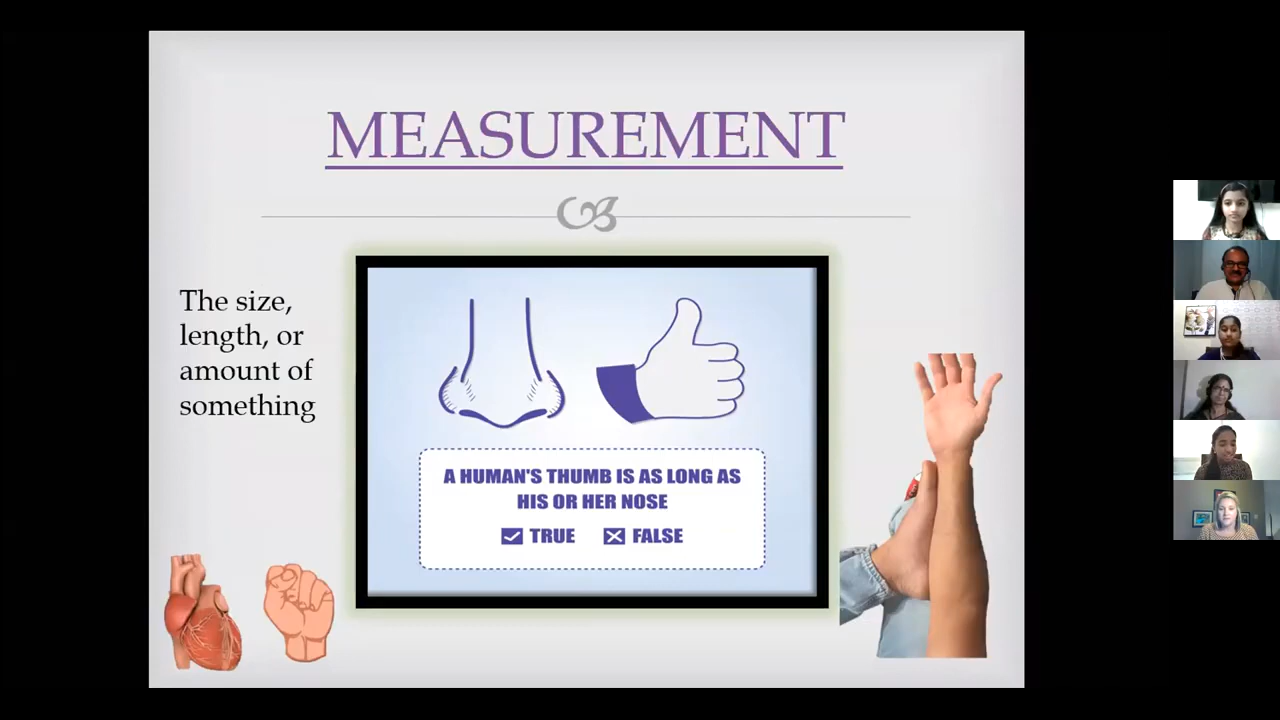 MEASUREMENT
The size,
length, or
amount of
something
A HUMAN'S THUMB IS AS LONG AS
HIS OR HER NOSE
TRUE FALSE